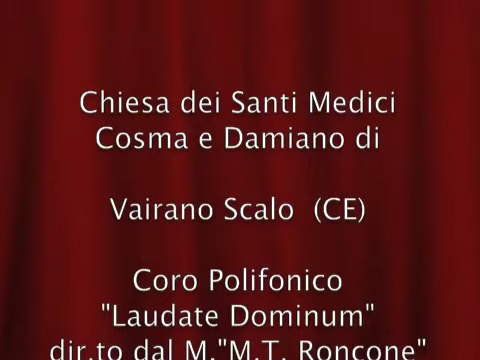 Chiesa dei Santi Medici
Cosma e Damiano di
Vairano Scalo (CE)
Coro Polifonico
"Laudate Dominum"
dir.to dal M."M.T. Roncone"